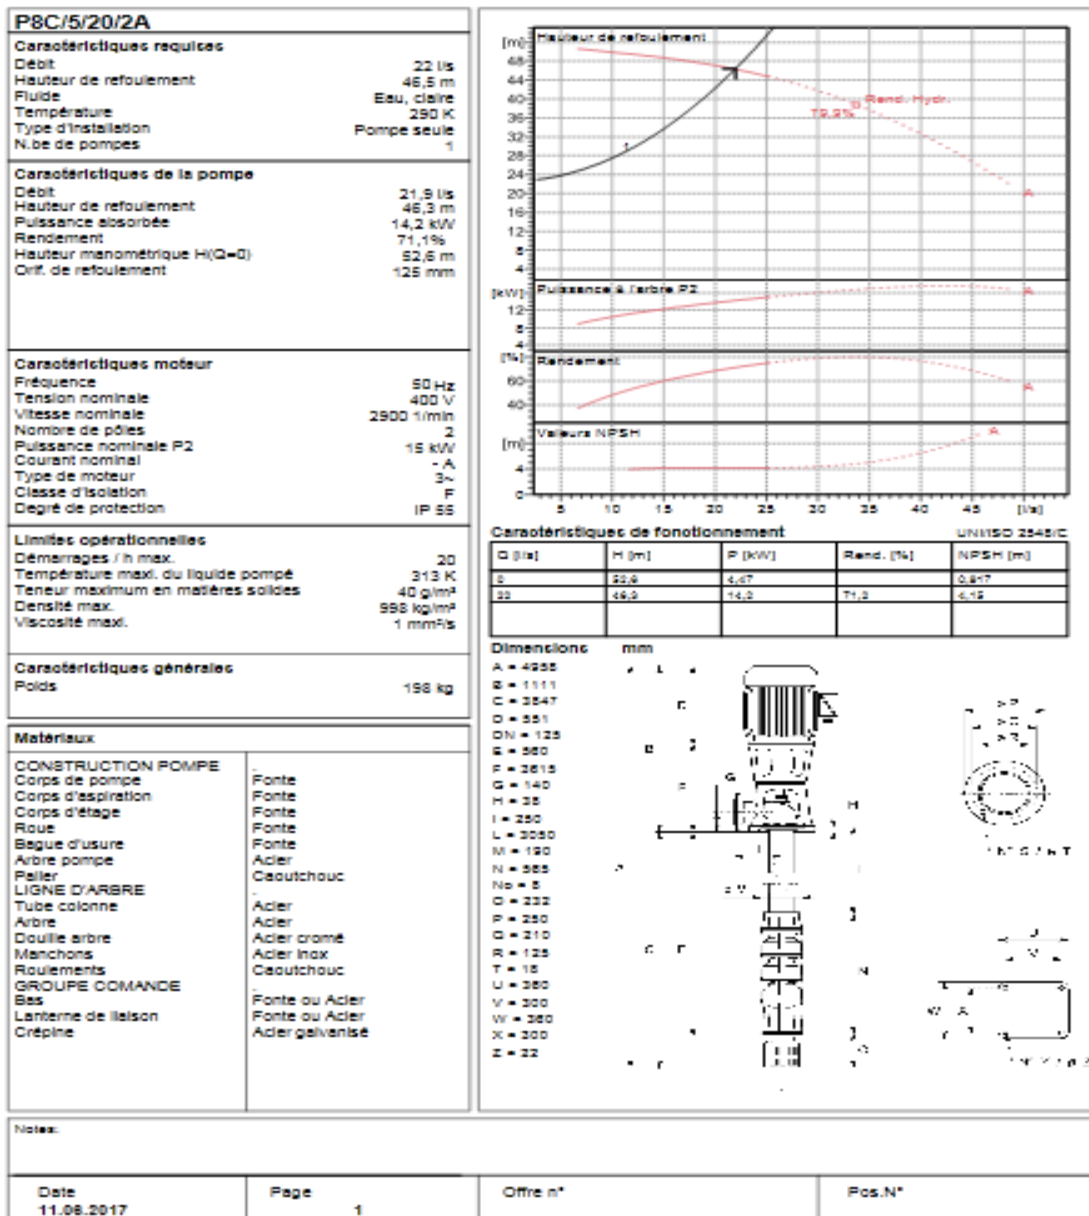 P8C/5/20/2A
Caractéristiques requises
Débit 22 l/s
Hauteur de refoulement 46,5 m
Fluide Eau, claire
Température 290 K
Type d'installation Pompe seule
N.be de pompes 1
Caractéristiques de la pompe
Débit 21,9 l/s
Hauteur de refoulement 46,3 m
Puissance absorbée 14,2 kW
Rendement 71,1%
Hauteur manométrique H(Q=0) 52,6 m
Orif. de refoulement 125 mm
Caractéristiques moteur
Fréquence 50 Hz
Tension nominale 400 V
Vitesse nominale 2900 1/min
Nombre de pôles 2
Puissance nominale P2 15 kW
Courant nominal - A
Type de moteur 3~
Classe d'isolation F
Degré de protection IP 55
Limites opérationnelles
Démarrages / h max. 20
Température maxi. du liquide pompé 313 K
Teneur maximum en matières solides 40 g/m³
Densité max. 998 kg/m³
Viscosité maxi. 1 mm²/s
Caractéristiques générales
Poids 198 kg
Matériaux
CONSTRUCTION POMPE .
Corps de pompe Fonte
Corps d'aspiration Fonte
Corps d'étage Fonte
Roue Fonte
Bague d'usure Fonte
Arbre pompe Acier
Palier Caoutchouc
LIGNE D'ARBRE .
Tube colonne Acier
Arbre Acier
Douille arbre Acier cromé
Manchons Acier inox
Roulements Caoutchouc
GROUPE COMANDE .
Bas Fonte ou Acier
Lanterne de liaison Fonte ou Acier
Crépine Acier galvanisé
[m] Hauteur de refoulement
48
44
40
36
32
28
24
20
16
12
8
4
1
Rend. Hydr.
79,9%
A
[kW] Puissance à l'arbre P2
12
8
4
A
[%] Rendement
60
40
A
[m] Valeurs NPSH
4
0
A
5 10 15 20 25 30 35 40 45 [l/s]
Caractéristiques de fonctionnement UNI/ISO 2548/C
Q [l/s] H [m] P [kW] Rend. [%] NPSH [m]
0 52,6 4,47 0,817
22 46,3 14,2 71,2 4,15
Dimensions mm
A = 4958
B = 1111
C = 3847
D = 551
DN = 125
E = 560
F = 2615
G = 140
H = 35
I = 250
L = 3050
M = 190
N = 565
No = 8
O = 232
P = 250
Q = 210
R = 125
T = 18
U = 360
V = 300
W = 360
X = 300
Z = 22
Notes:
Date Page Offre n° Pos.N°
11.06.2017 1